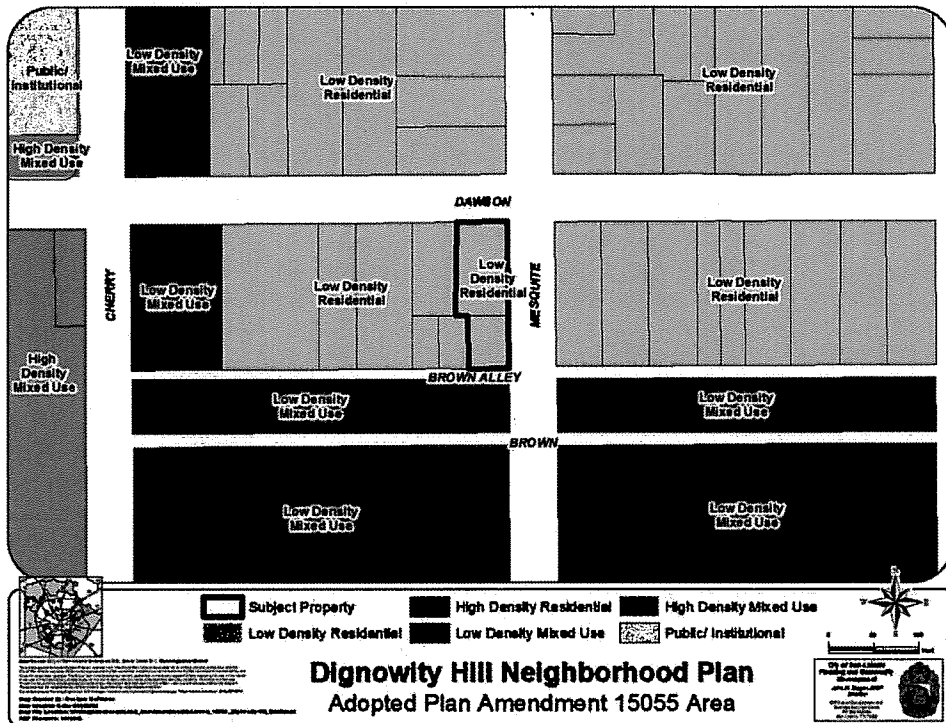 Public/
Institutional
Low Density
Mixed Use
Low Density
Residential
Low Density
Residential
High Density
Mixed Use
DAWSON
CHERRY
Low Density
Mixed Use
Low Density
Residential
Low
Density
Residential
MESQUITE
Low Density
Residential
High
Density
Mixed Use
BROWN ALLEY
Low Density
Mixed Use
Low Density
Mixed Use
BROWN
Low Density
Mixed Use
Low Density
Mixed Use
Subject Property
High Density Residential
High Density Mixed Use
Low Density Residential
Low Density Mixed Use
Public/ Institutional
Dignowity Hill Neighborhood Plan
Adopted Plan Amendment 15055 Area